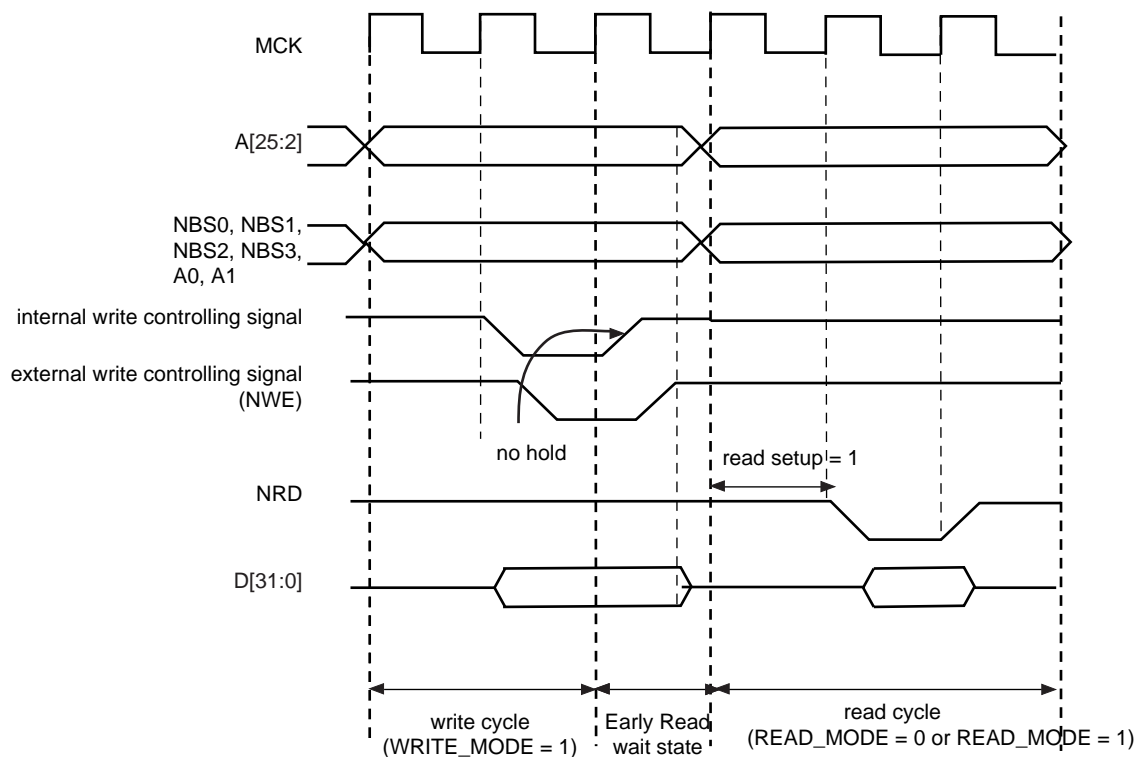 MCK
A[25:2]
NBS0, NBS1,
NBS2, NBS3,
A0, A1
internal write controlling signal
external write controlling signal
(NWE)
no hold
read setup = 1
NRD
D[31:0]
write cycle
(WRITE_MODE = 1)
Early Read
wait state
read cycle
(READ_MODE = 0 or READ_MODE = 1)